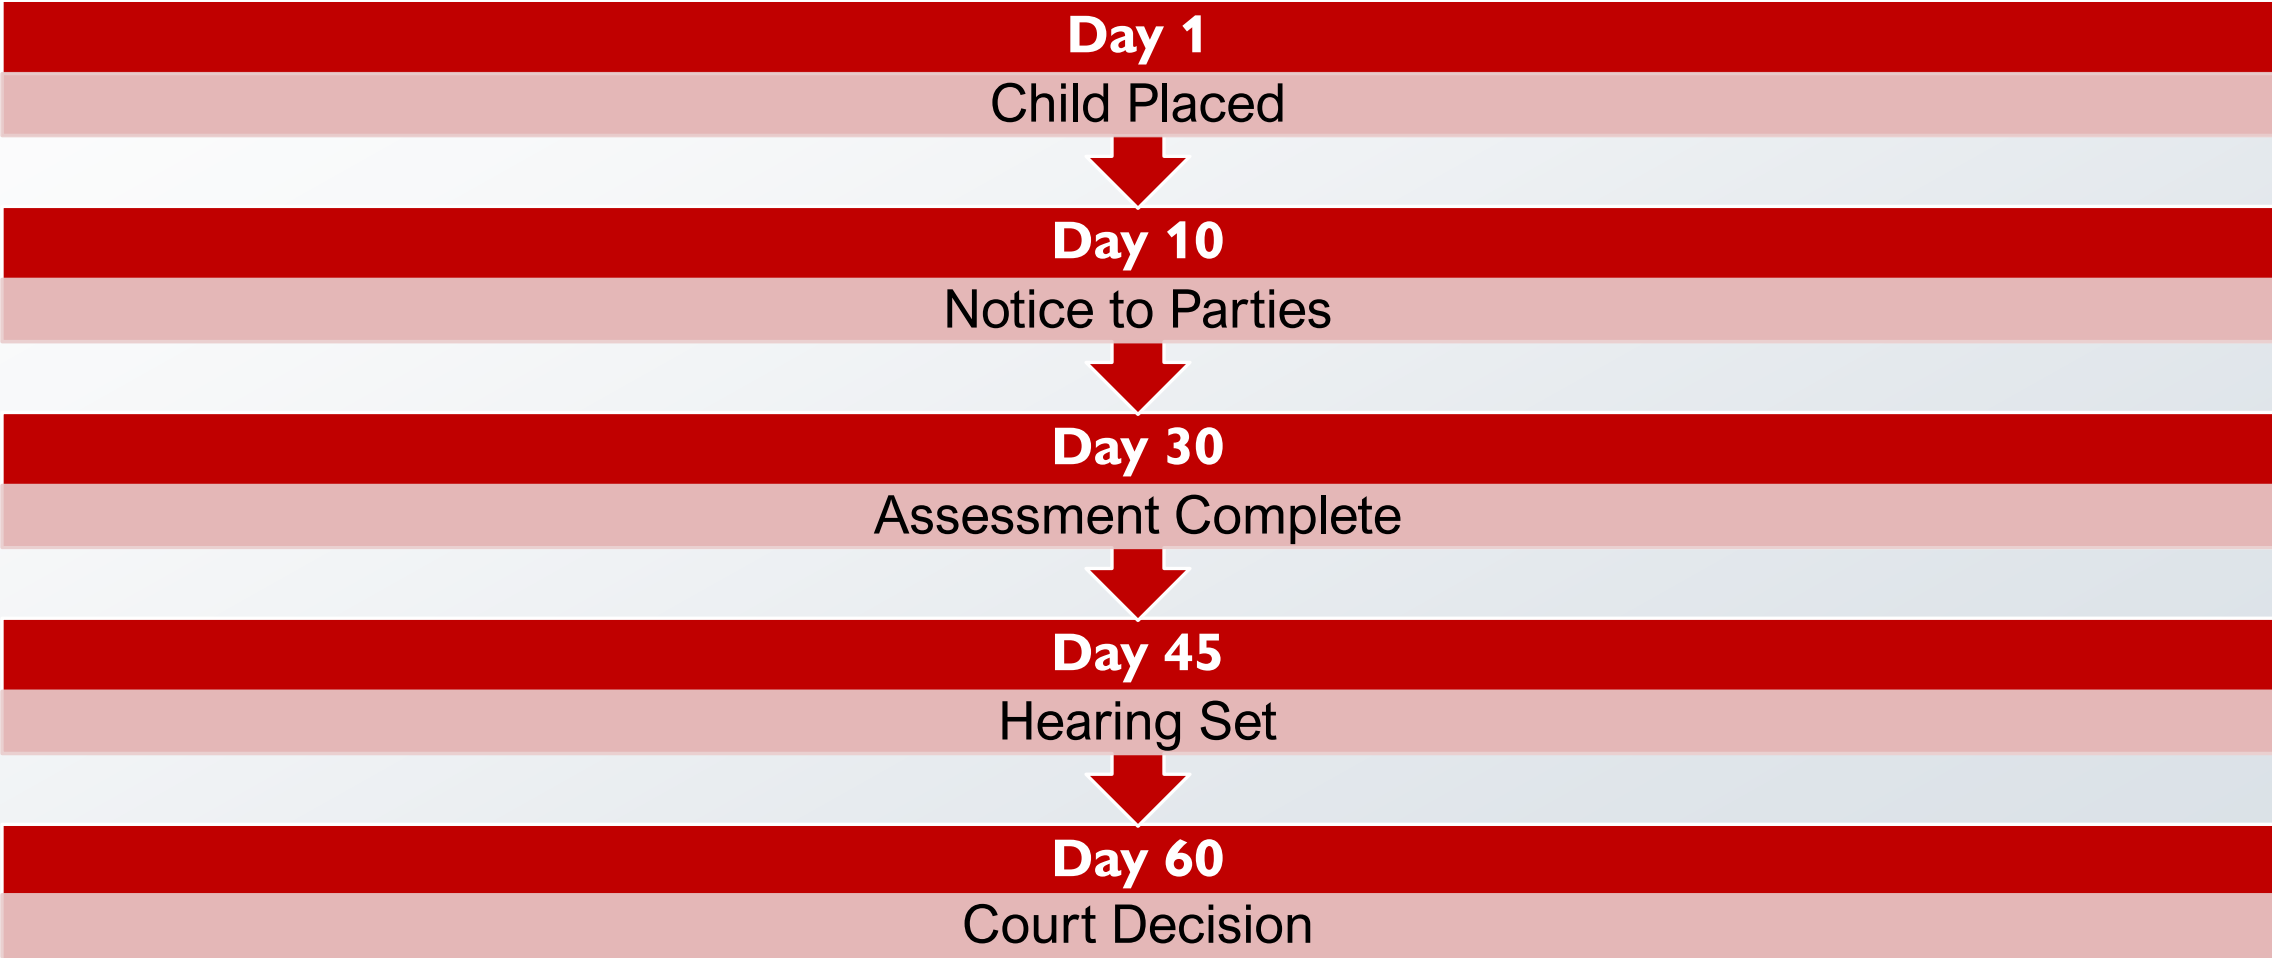 Day 1
Child Placed
Day 10
Notice to Parties
Day 30
Assessment Complete
Day 45
Hearing Set
Day 60
Court Decision